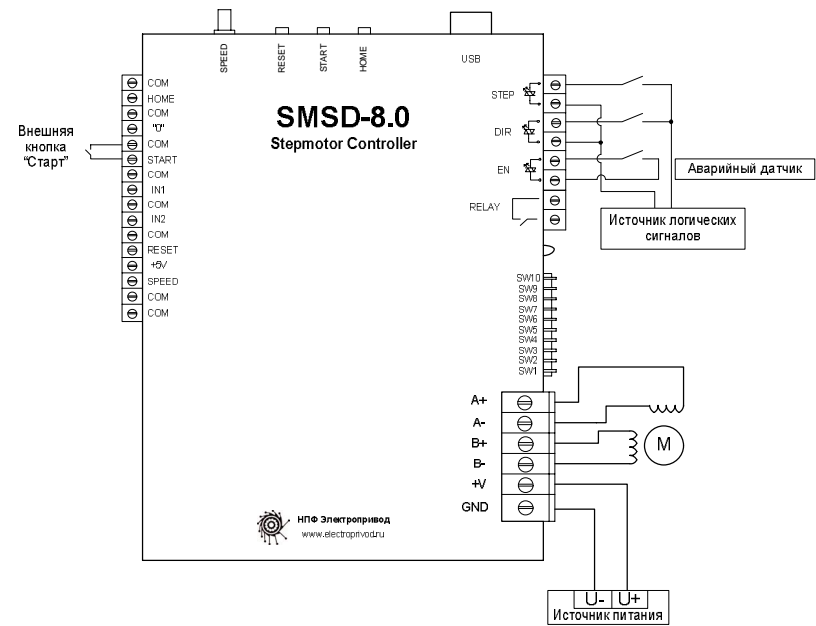 SPEED
RESET
START
HOME
USB
SMSD-8.0
Stepmotor Controller
COM
HOME
COM
"0"
COM
START
COM
IN1
COM
IN2
COM
RESET
+5V
SPEED
COM
COM
Внешняя
кнопка
“Старт”
STEP
DIR
EN
RELAY
Аварийный датчик
Источник логических
сигналов
SW10
SW9
SW8
SW7
SW6
SW5
SW4
SW3
SW2
SW1
A+
A-
B+
B-
+V
GND
M
НПФ Электропривод
www.electroprivod.ru
U- U+
Источник питания